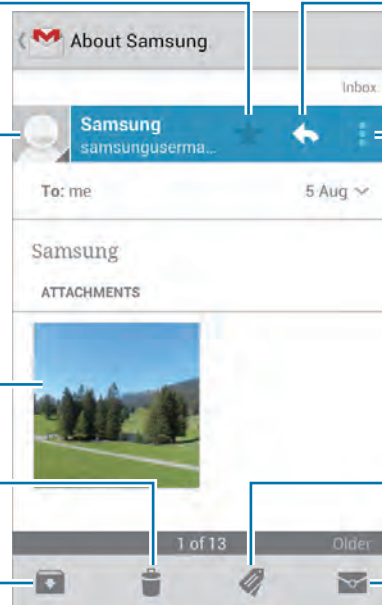 About Samsung
Inbox
Samsung
samsunguserma...
To: me
5 Aug
Samsung
ATTACHMENTS
1 of 13
Older